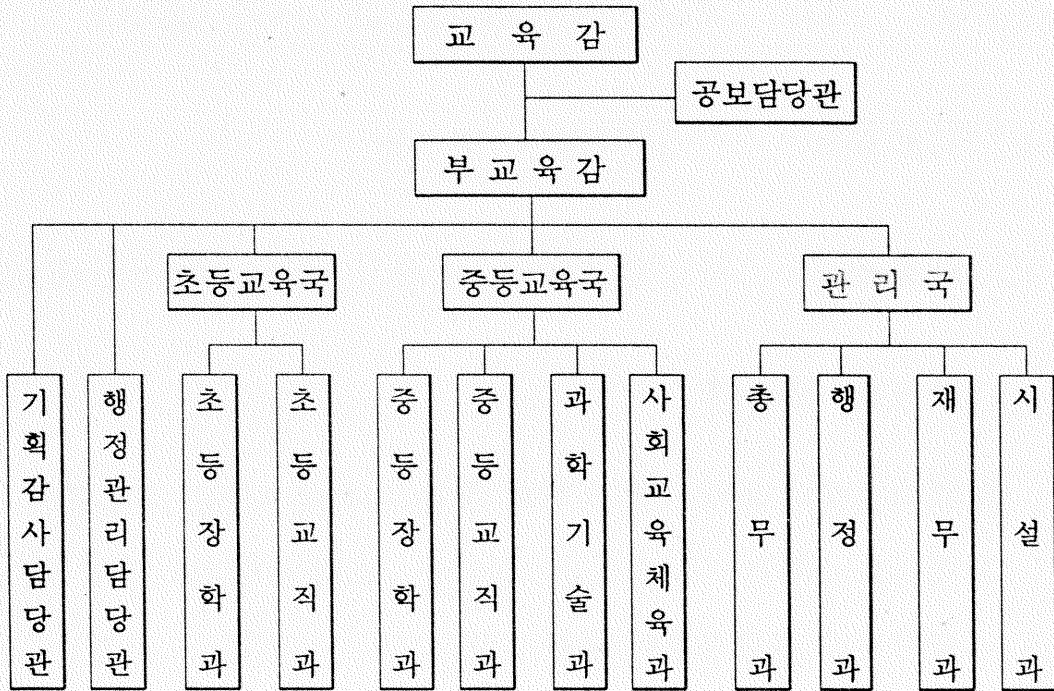 교 육 감
공보담당관
부 교 육 감
초등교육국
중등교육국
관 리 국
기획감사담당관
행정관리담당관
초등장학과
초등교직과
중등장학과
중등교직과
과학기술과
사회교육체육과
총무과
행정과
재무과
시설과